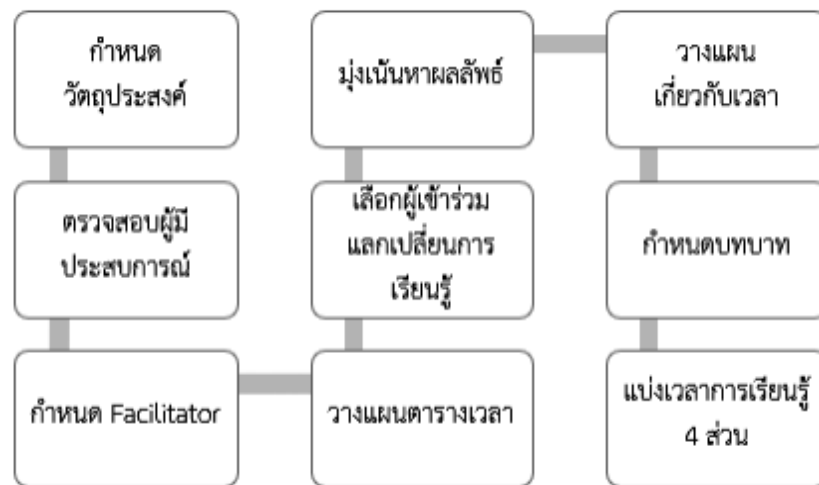 กำหนด
วัตถุประสงค์
ตรวจสอบผู้มี
ประสบการณ์
กำหนด Facilitator
วางแผนตารางเวลา
เลือกผู้เข้าร่วม
แลกเปลี่ยนการ
เรียนรู้
มุ่งเน้นหาผลลัพธ์
วางแผน
เกี่ยวกับเวลา
กำหนดบทบาท
แบ่งเวลาการเรียนรู้
4 ส่วน